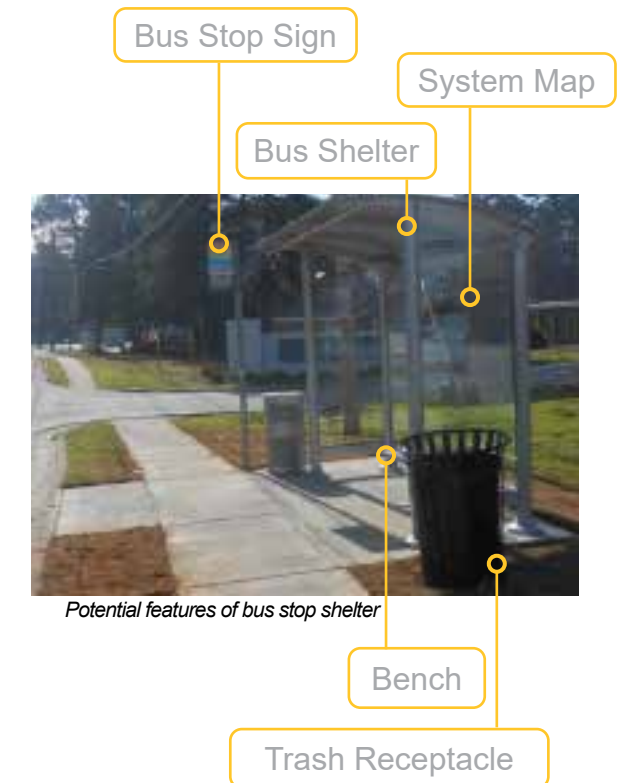 Bus Stop Sign
System Map
Bus Shelter
Potential features of bus stop shelter
Bench
Trash Receptacle